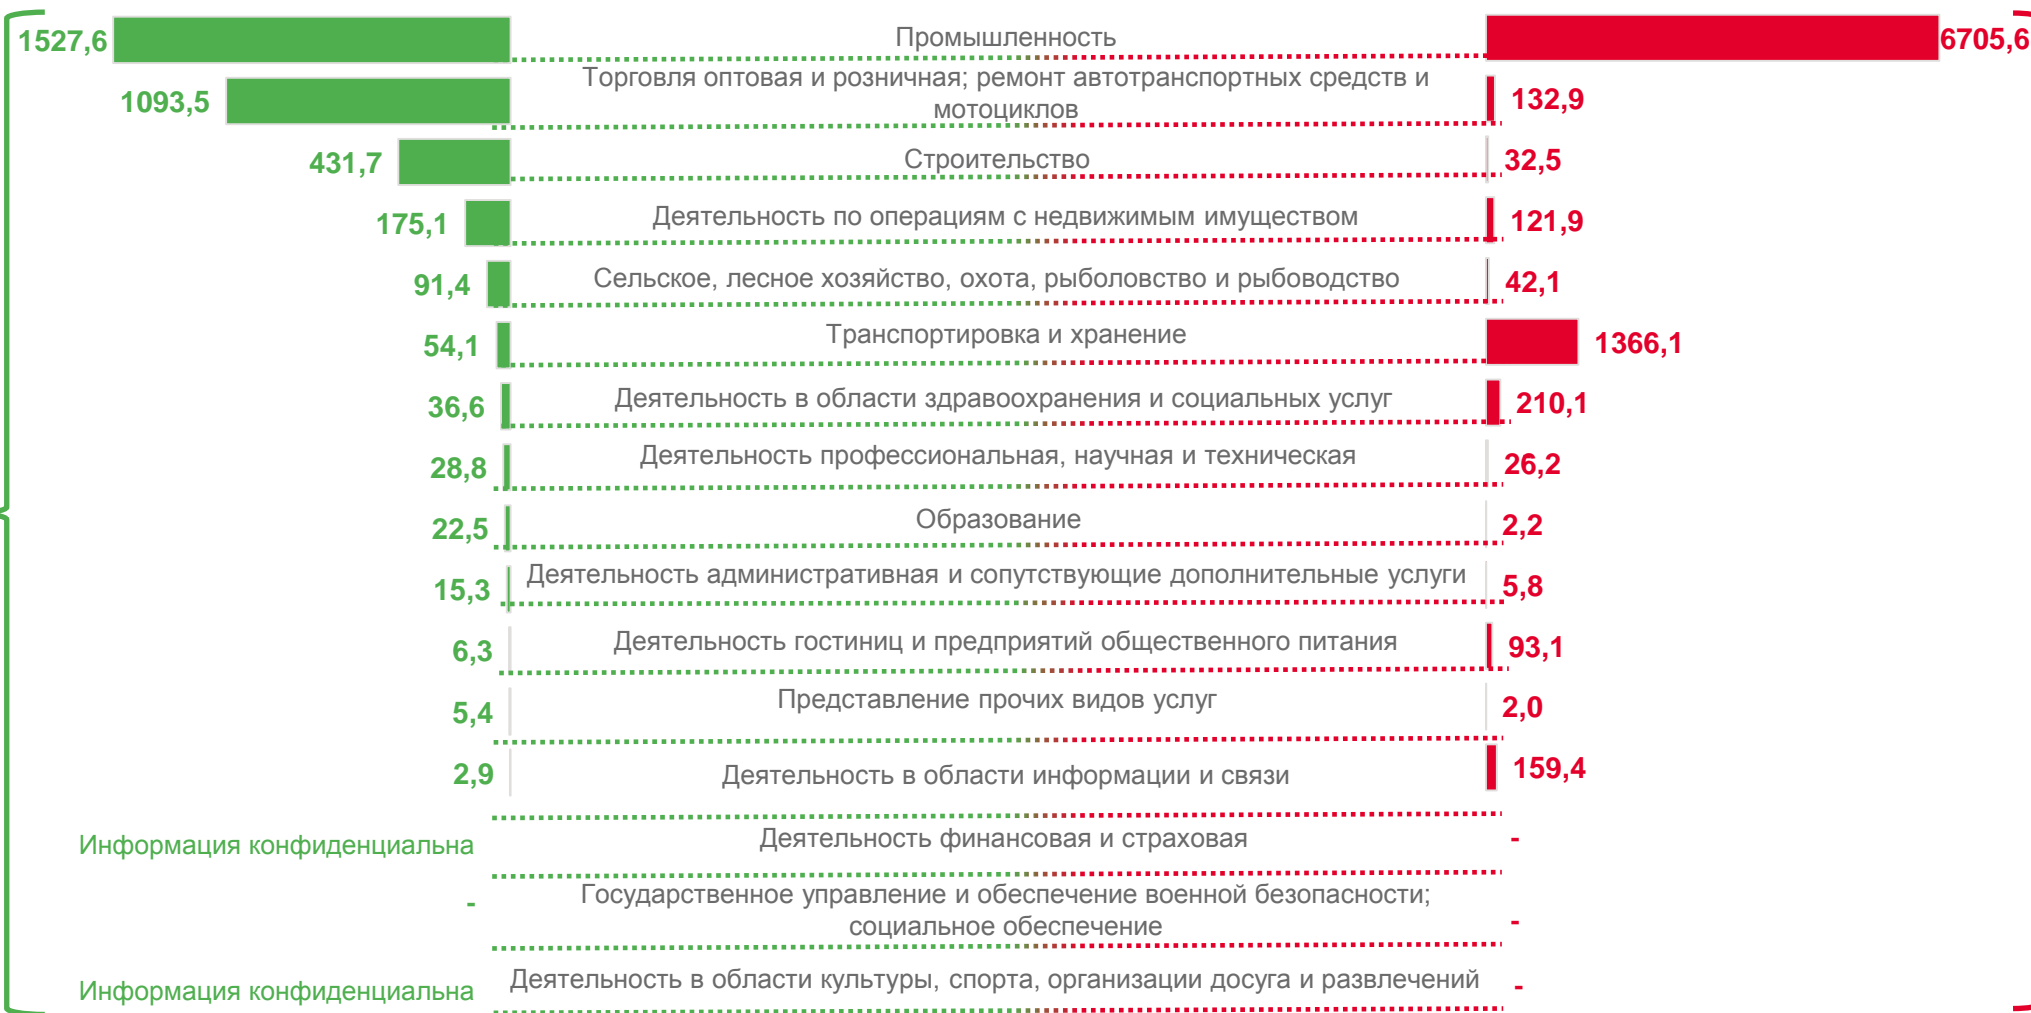 1527,6 Промышленность 6705,6
Торговля оптовая и розничная; ремонт автотранспортных средств и
1093,5 мотоциклов 132,9
431,7 Строительство 32,5
175,1 Деятельность по операциям с недвижимым имуществом 121,9
91,4 Сельское, лесное хозяйство, охота, рыболовство и рыбоводство 42,1
54,1 Транспортировка и хранение 1366,1
36,6 Деятельность в области здравоохранения и социальных услуг 210,1
28,8 Деятельность профессиональная, научная и техническая 26,2
22,5 Образование 2,2
15,3 Деятельность административная и сопутствующие дополнительные услуги 5,8
6,3 Деятельность гостиниц и предприятий общественного питания 93,1
5,4 Представление прочих видов услуг 2,0
2,9 Деятельность в области информации и связи 159,4
Информация конфиденциальна Деятельность финансовая и страховая -
- Государственное управление и обеспечение военной безопасности;
социальное обеспечение -
Информация конфиденциальна Деятельность в области культуры, спорта, организации досуга и развлечений -